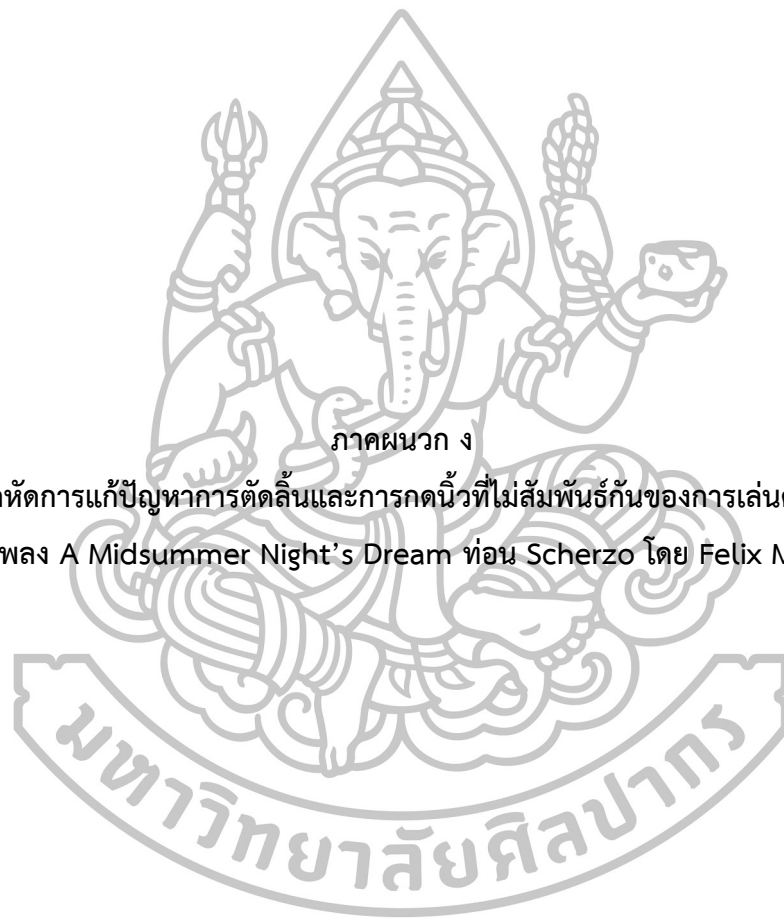 ภาคผนวก ง
หัดการแก้ปัญหาการตัดลิ้นและการกดนิ้วที่ไม่สัมพันธ์กันของการเล่น
พลง A Midsummer Night's Dream ท่อน Scherzo โดย Felix M
มหาวิทยาลัยศิลปากร